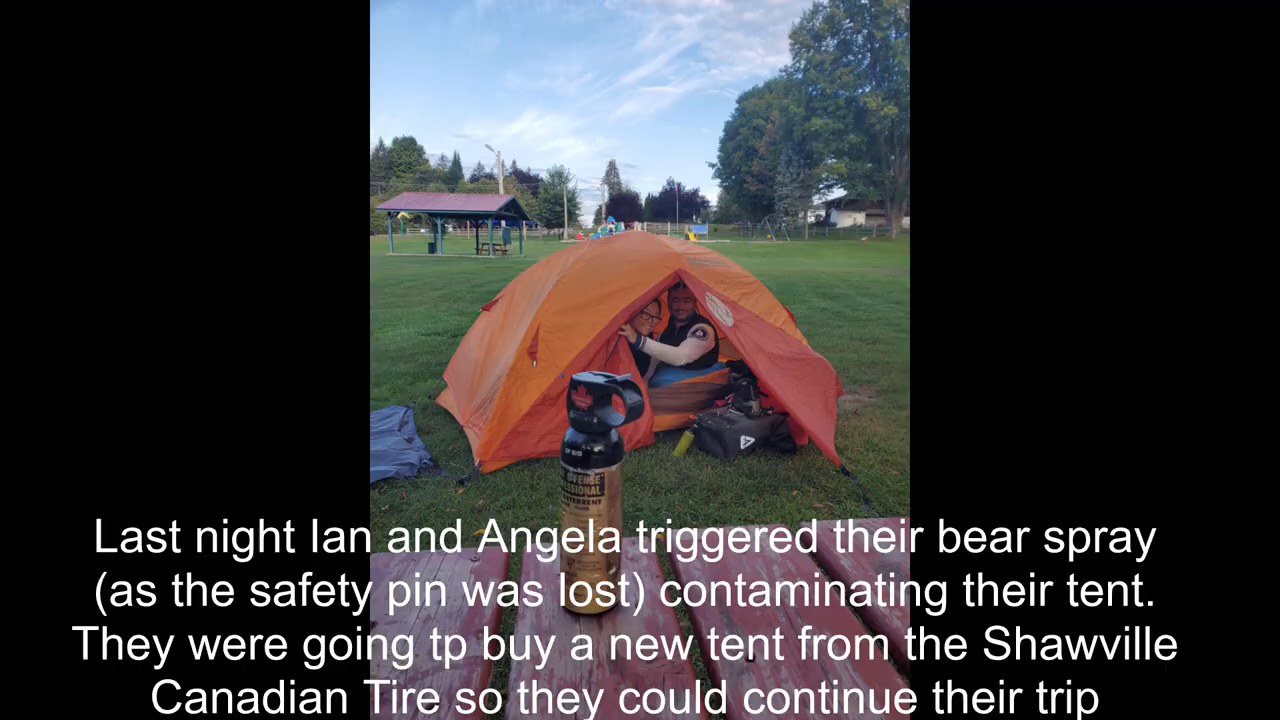 DEFENSE
Last night Ian and Angela triggered their bear spray
(as the safety pin was lost) contaminating their tent.
They were going tp buy a new tent from the Shawville
Canadian Tire so they could continue their trip